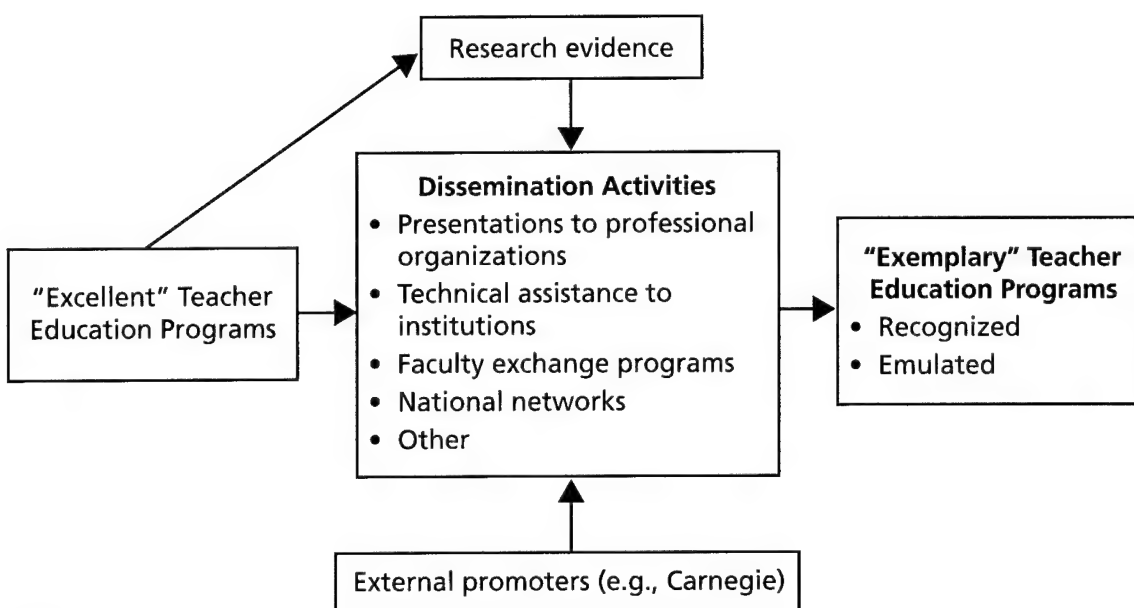 Research evidence
Dissemination Activities
• Presentations to professional
organizations
• Technical assistance to
institutions
• Faculty exchange programs
• National networks
• Other
"Excellent" Teacher
Education Programs
"Exemplary" Teacher
Education Programs
• Recognized
• Emulated
External promoters (e.g., Carnegie)